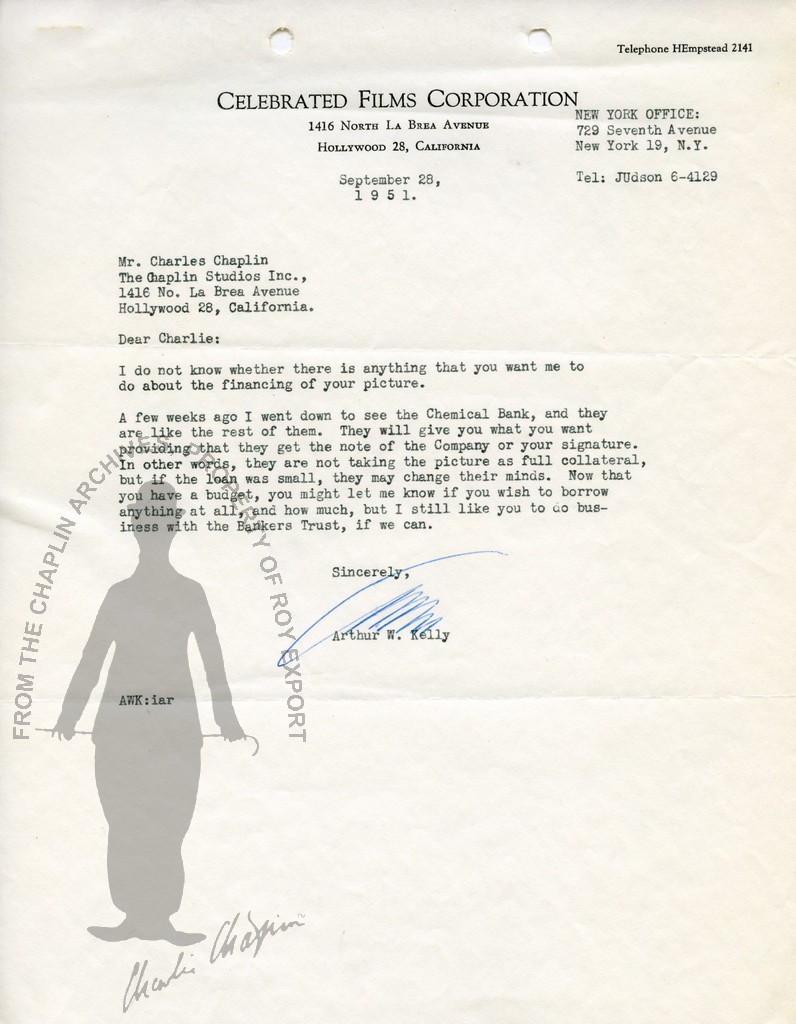 Telephone HEmpstead 2141
CELEBRATED FILMS CORPORATION
1416 NORTH LA BREA AVENUE
HOLLYWOOD 28, CALIFORNIA
NEW YORK OFFICE:
729 Seventh Avenue
New York 19, N.Y.
Tel: JUdson 6-4129
September 28,
1 9 5 1.
Mr. Charles Chaplin
The Chaplin Studios Inc.,
1416 No. La Brea Avenue
Hollywood 28, California.
Dear Charlie:
I do not know whether there is anything that you want me to
do about the financing of your picture.
A few weeks ago I went down to see the Chemical Bank, and they
are like the rest of them.  They will give you what you want
providing that they get the note of the Company or your signature.
In other words, they are not taking the picture as full collateral,
but if the loan was small, they may change their minds.  Now that
you have a budget, you might let me know if you wish to borrow
anything at all, and how much, but I still like you to do bus-
iness with the Bankers Trust, if we can.
Sincerely,
Arthur W. Kelly
AWK:iar
FROM THE CHAPLIN ARCHIVES, PROPERTY OF ROY EXPORT
Charlie Chaplin